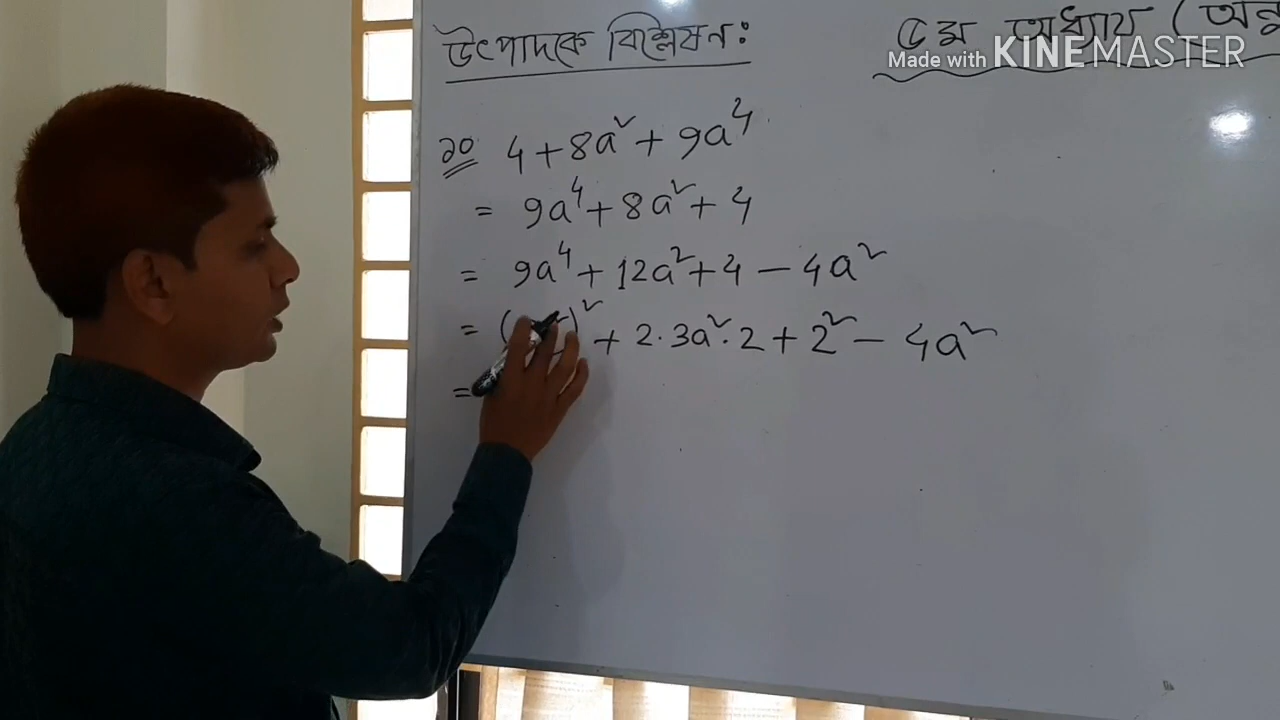 উৎপাদকে বিশ্লেষন:
৫ম অধ্যায় (
Made with KINEMASTER
১০ 4 + 8a² + 9a⁴
= 9a⁴ + 8a² + 4
= 9a⁴ + 12a² + 4 − 4a²
= ( )² + 2·3a²·2 + 2² − 4a²
=